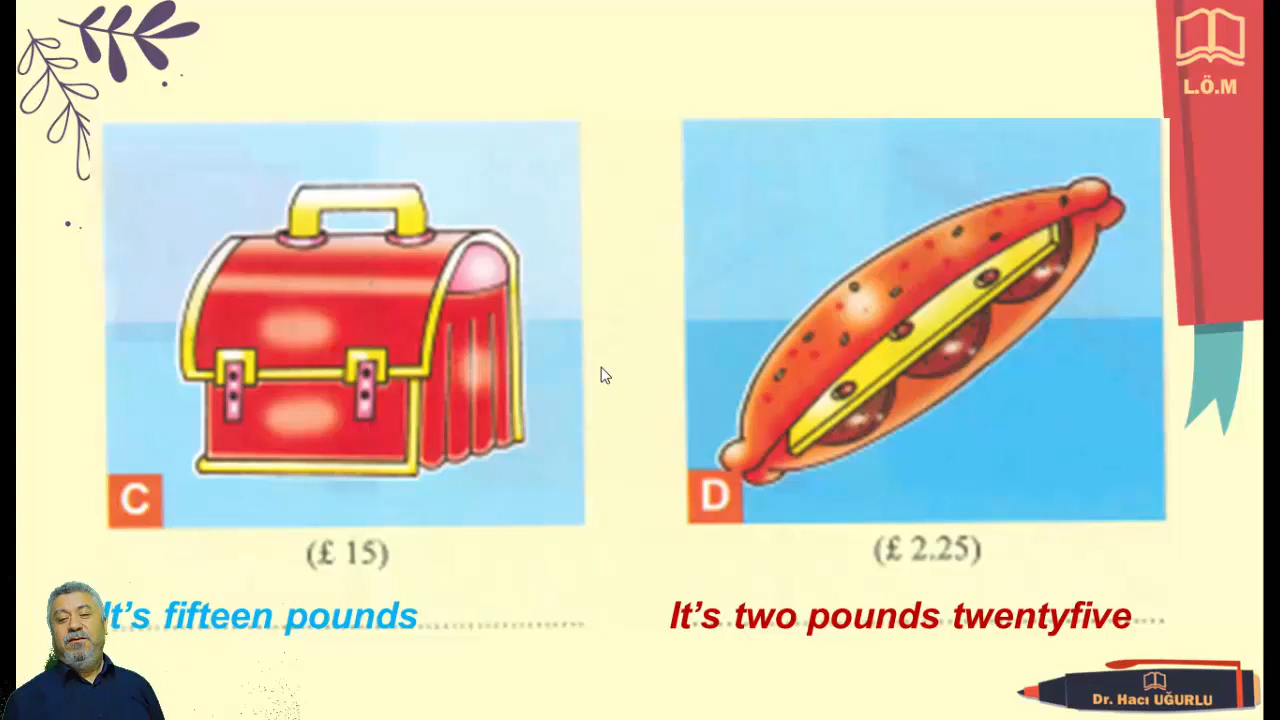 L.Ö.M
C
D
(£ 15)
(£ 2.25)
It's fifteen pounds
It's two pounds twentyfive
Dr. Hacı UĞURLU